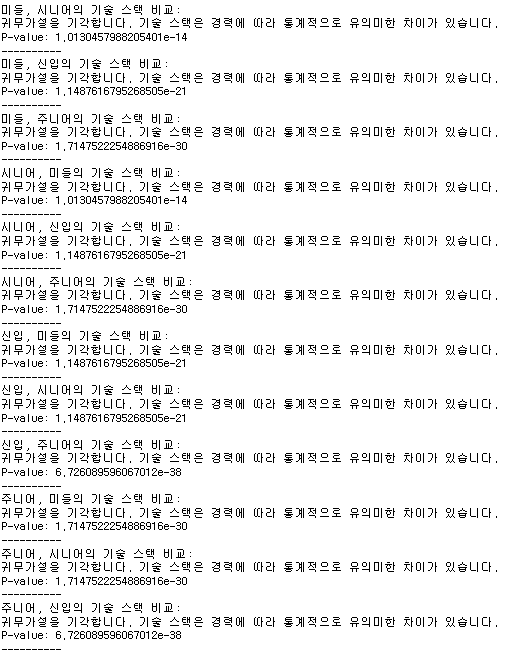 미들, 시니어의 기술 스택 비교:
귀무가설을 기각합니다. 기술 스택은 경력에 따라 통계적으로 유의미한 차이가 있습니다.
P-value: 1.0130457988205401e-14
----------
미들, 신입의 기술 스택 비교:
귀무가설을 기각합니다. 기술 스택은 경력에 따라 통계적으로 유의미한 차이가 있습니다.
P-value: 1.1487616795268505e-21
----------
미들, 주니어의 기술 스택 비교:
귀무가설을 기각합니다. 기술 스택은 경력에 따라 통계적으로 유의미한 차이가 있습니다.
P-value: 1.7147522254886916e-30
----------
시니어, 미들의 기술 스택 비교:
귀무가설을 기각합니다. 기술 스택은 경력에 따라 통계적으로 유의미한 차이가 있습니다.
P-value: 1.0130457988205401e-14
----------
시니어, 신입의 기술 스택 비교:
귀무가설을 기각합니다. 기술 스택은 경력에 따라 통계적으로 유의미한 차이가 있습니다.
P-value: 1.1487616795268505e-21
----------
시니어, 주니어의 기술 스택 비교:
귀무가설을 기각합니다. 기술 스택은 경력에 따라 통계적으로 유의미한 차이가 있습니다.
P-value: 1.7147522254886916e-30
----------
신입, 미들의 기술 스택 비교:
귀무가설을 기각합니다. 기술 스택은 경력에 따라 통계적으로 유의미한 차이가 있습니다.
P-value: 1.1487616795268505e-21
----------
신입, 시니어의 기술 스택 비교:
귀무가설을 기각합니다. 기술 스택은 경력에 따라 통계적으로 유의미한 차이가 있습니다.
P-value: 1.1487616795268505e-21
----------
신입, 주니어의 기술 스택 비교:
귀무가설을 기각합니다. 기술 스택은 경력에 따라 통계적으로 유의미한 차이가 있습니다.
P-value: 6.726089596067012e-38
----------
주니어, 미들의 기술 스택 비교:
귀무가설을 기각합니다. 기술 스택은 경력에 따라 통계적으로 유의미한 차이가 있습니다.
P-value: 1.7147522254886916e-30
----------
주니어, 시니어의 기술 스택 비교:
귀무가설을 기각합니다. 기술 스택은 경력에 따라 통계적으로 유의미한 차이가 있습니다.
P-value: 1.7147522254886916e-30
----------
주니어, 신입의 기술 스택 비교:
귀무가설을 기각합니다. 기술 스택은 경력에 따라 통계적으로 유의미한 차이가 있습니다.
P-value: 6.726089596067012e-38
----------